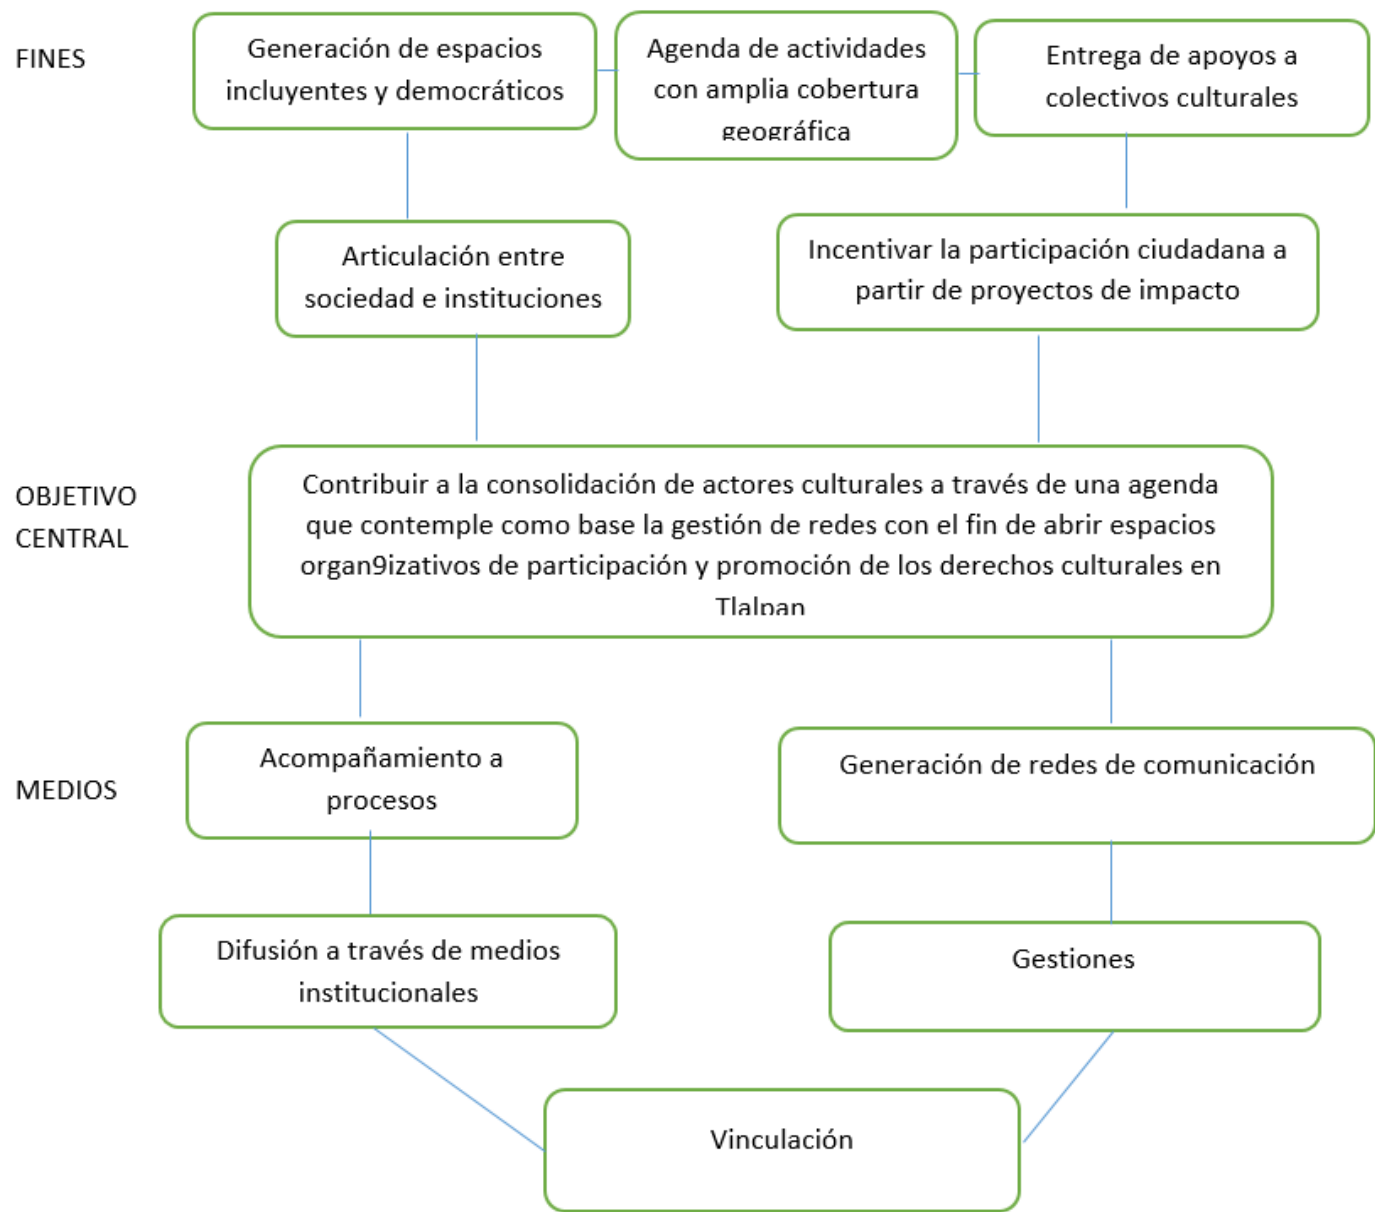 FINES
Generación de espacios
incluyentes y democráticos
Agenda de actividades
con amplia cobertura
geográfica
Entrega de apoyos a
colectivos culturales
Articulación entre
sociedad e instituciones
Incentivar la participación ciudadana a
partir de proyectos de impacto
OBJETIVO
CENTRAL
Contribuir a la consolidación de actores culturales a través de una agenda
que contemple como base la gestión de redes con el fin de abrir espacios
organ9izativos de participación y promoción de los derechos culturales en
Tlalpan
MEDIOS
Acompañamiento a
procesos
Generación de redes de comunicación
Difusión a través de medios
institucionales
Gestiones
Vinculación